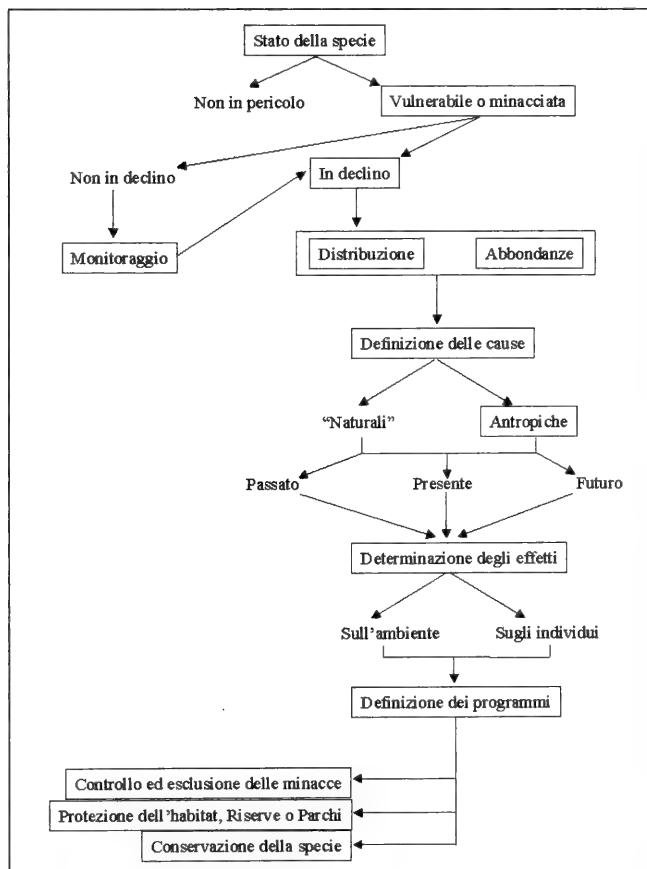 Stato della specie
Non in pericolo
Vulnerabile o minacciata
Non in declino
In declino
Monitoraggio
Distribuzione
Abbondanze
Definizione delle cause
“Naturali”
Antropiche
Passato
Presente
Futuro
Determinazione degli effetti
Sull’ambiente
Sugli individui
Definizione dei programmi
Controllo ed esclusione delle minacce
Protezione dell’habitat, Riserve o Parchi
Conservazione della specie